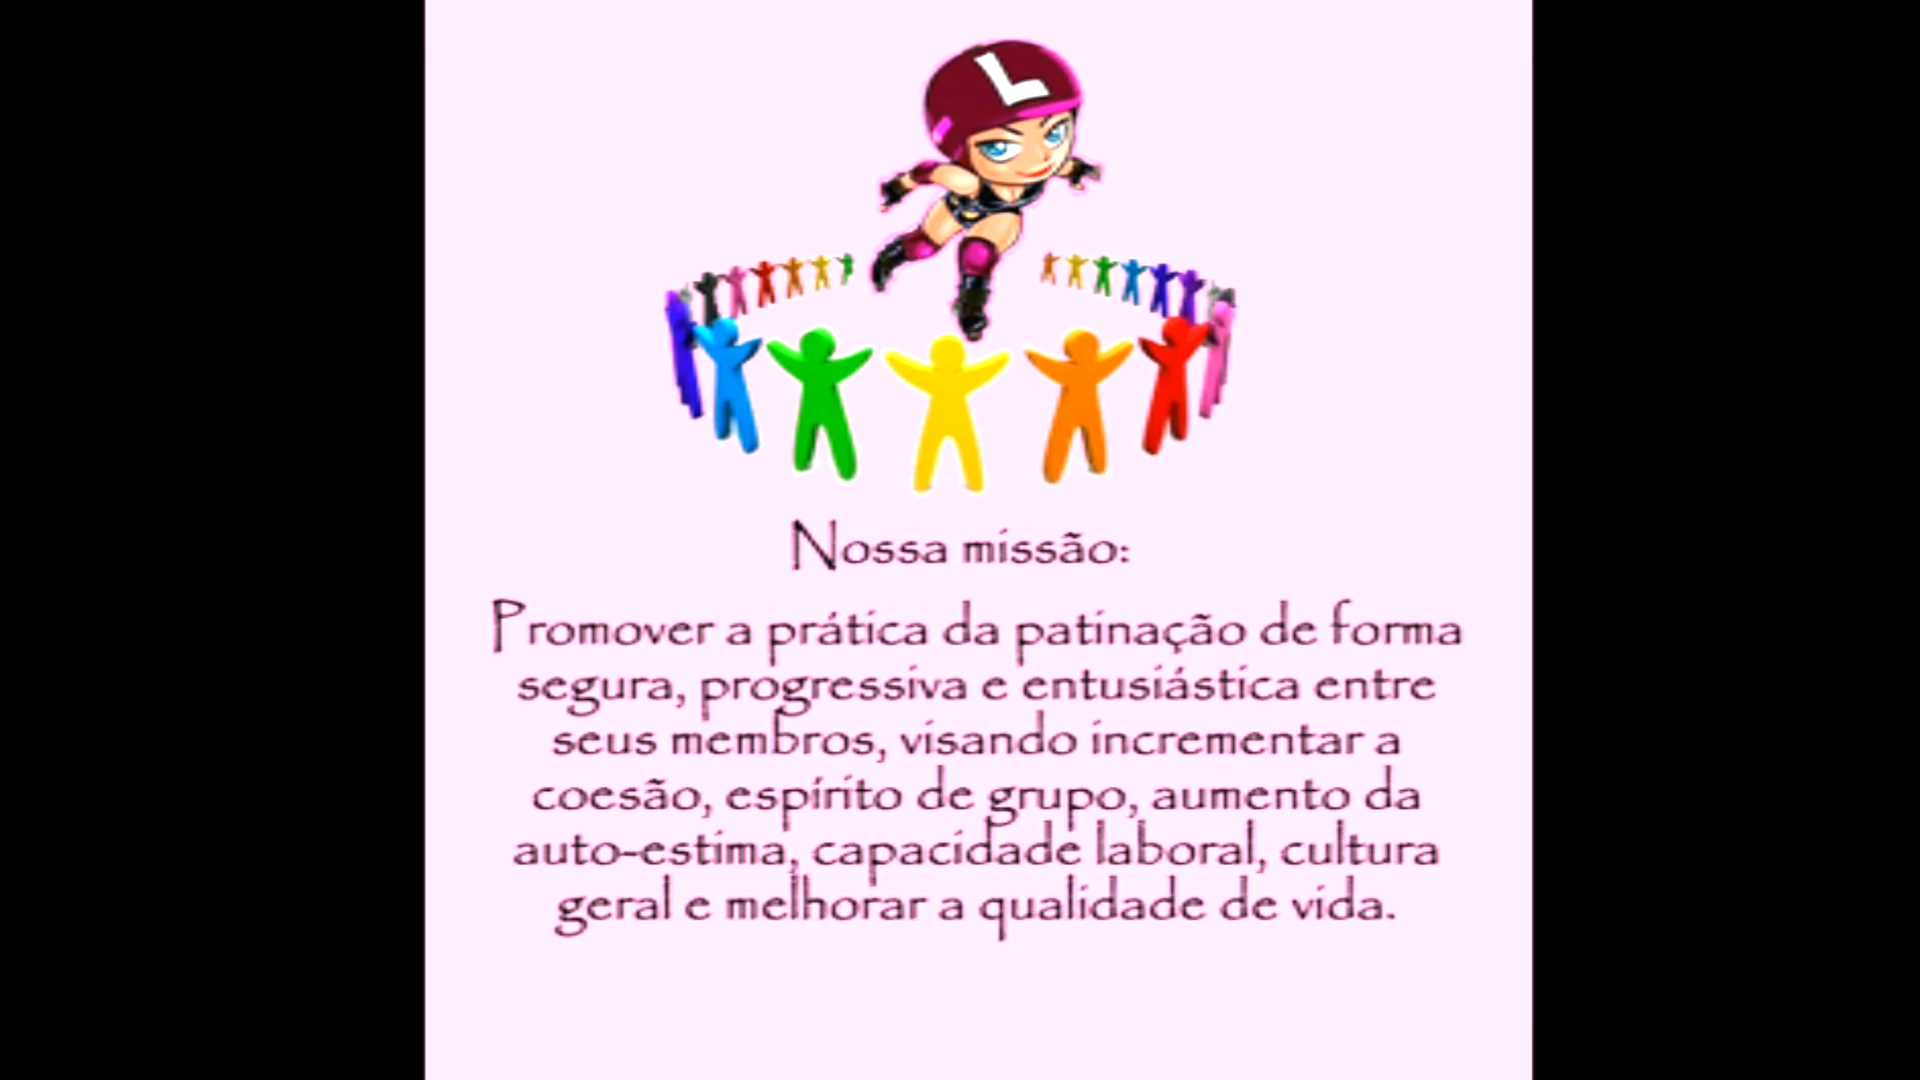 L
Nossa missão:
Promover a prática da patinação de forma
segura, progressiva e entusiástica entre
seus membros, visando incrementar a
coesão, espírito de grupo, aumento da
auto-estima, capacidade laboral, cultura
geral e melhorar a qualidade de vida.